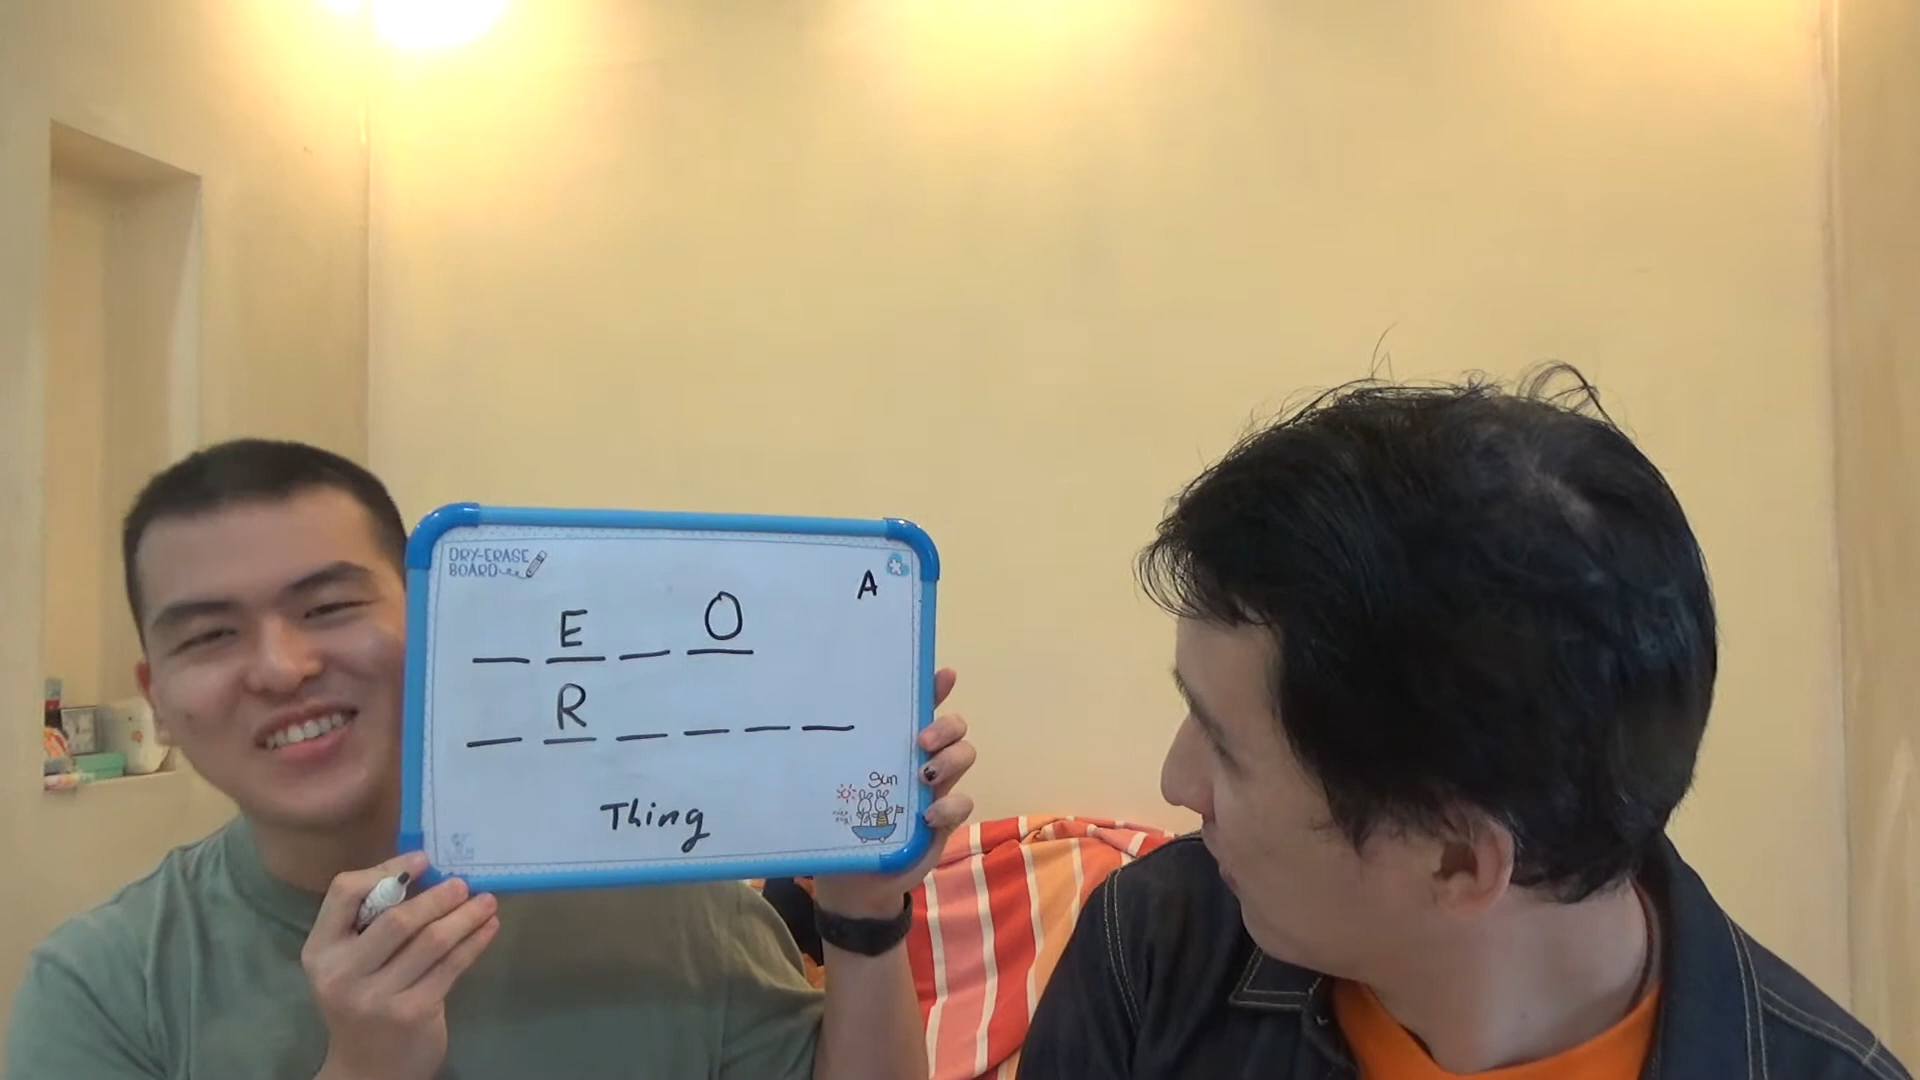 DRY-ERASE
BOARD
A
_ E _ O
_ R _ _ _ _
Sun
Thing